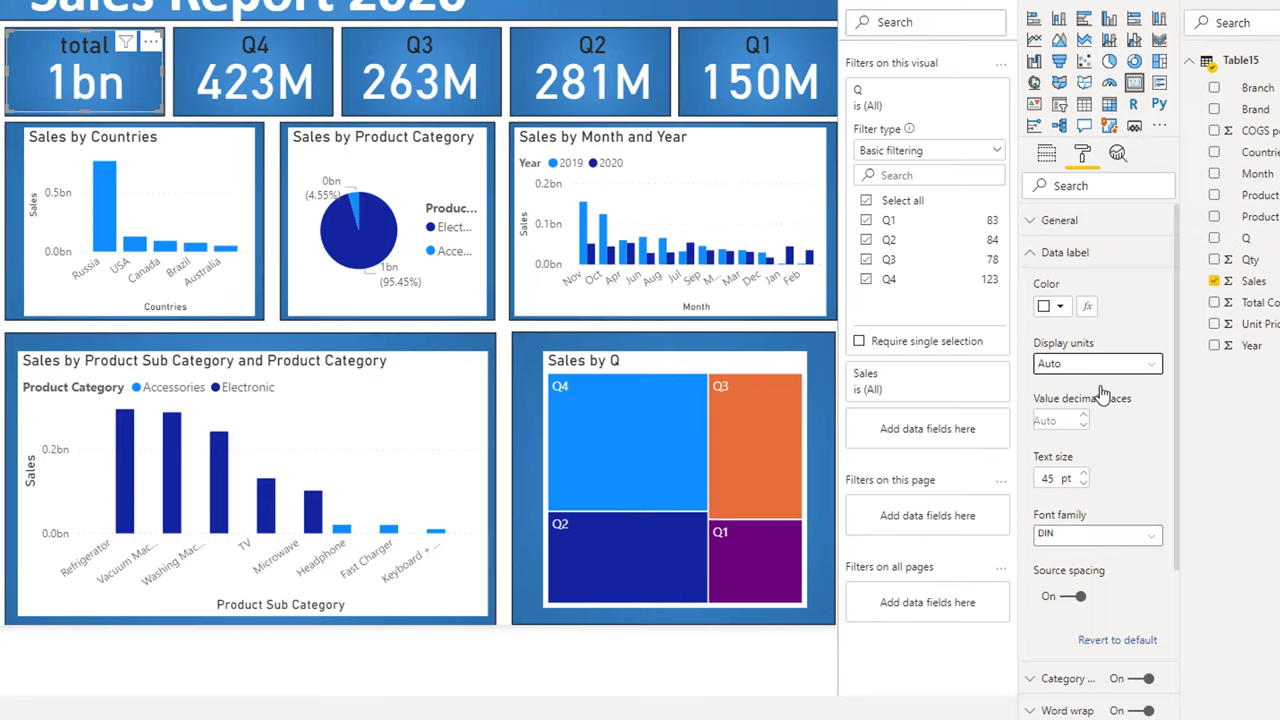 Sales Report 2020
total
1bn
Q4
423M
Q3
263M
Q2
281M
Q1
150M
Sales by Countries
Sales
0.5bn
0.0bn
Russia
USA
Canada
Brazil
Australia
Countries
Sales by Product Category
0bn
(4.55%)
1bn
(95.45%)
Produc...
Elect...
Acce...
Sales by Month and Year
Year 2019 2020
Sales
0.2bn
0.1bn
0.0bn
Nov
Oct
Apr
Jun
Aug
Jul
Sep
M...
Mar
Dec
Jan
Feb
Month
Sales by Product Sub Category and Product Category
Product Category Accessories Electronic
Sales
0.2bn
0.0bn
Refrigerator
Vacuum Mac...
Washing Mac...
TV
Microwave
Headphone
Fast Charger
Keyboard + ...
Product Sub Category
Sales by Q
Q4
Q3
Q2
Q1
Search
Filters on this visual
Q
is (All)
Filter type
Basic filtering
Search
Select all
Q1 83
Q2 84
Q3 78
Q4 123
Require single selection
Sales
is (All)
Add data fields here
Filters on this page
Add data fields here
Filters on all pages
Add data fields here
R
Py
123
Search
General
Data label
Color
fx
Display units
Auto
Value decimal places
Auto
Text size
45 pt
Font family
DIN
Source spacing
On
Revert to default
Category ... On
Word wrap On
Search
Table15
Branch
Brand
COGS p
Countrie
Month
Product
Product
Q
Qty
Sales
Total Co
Unit Pric
Year